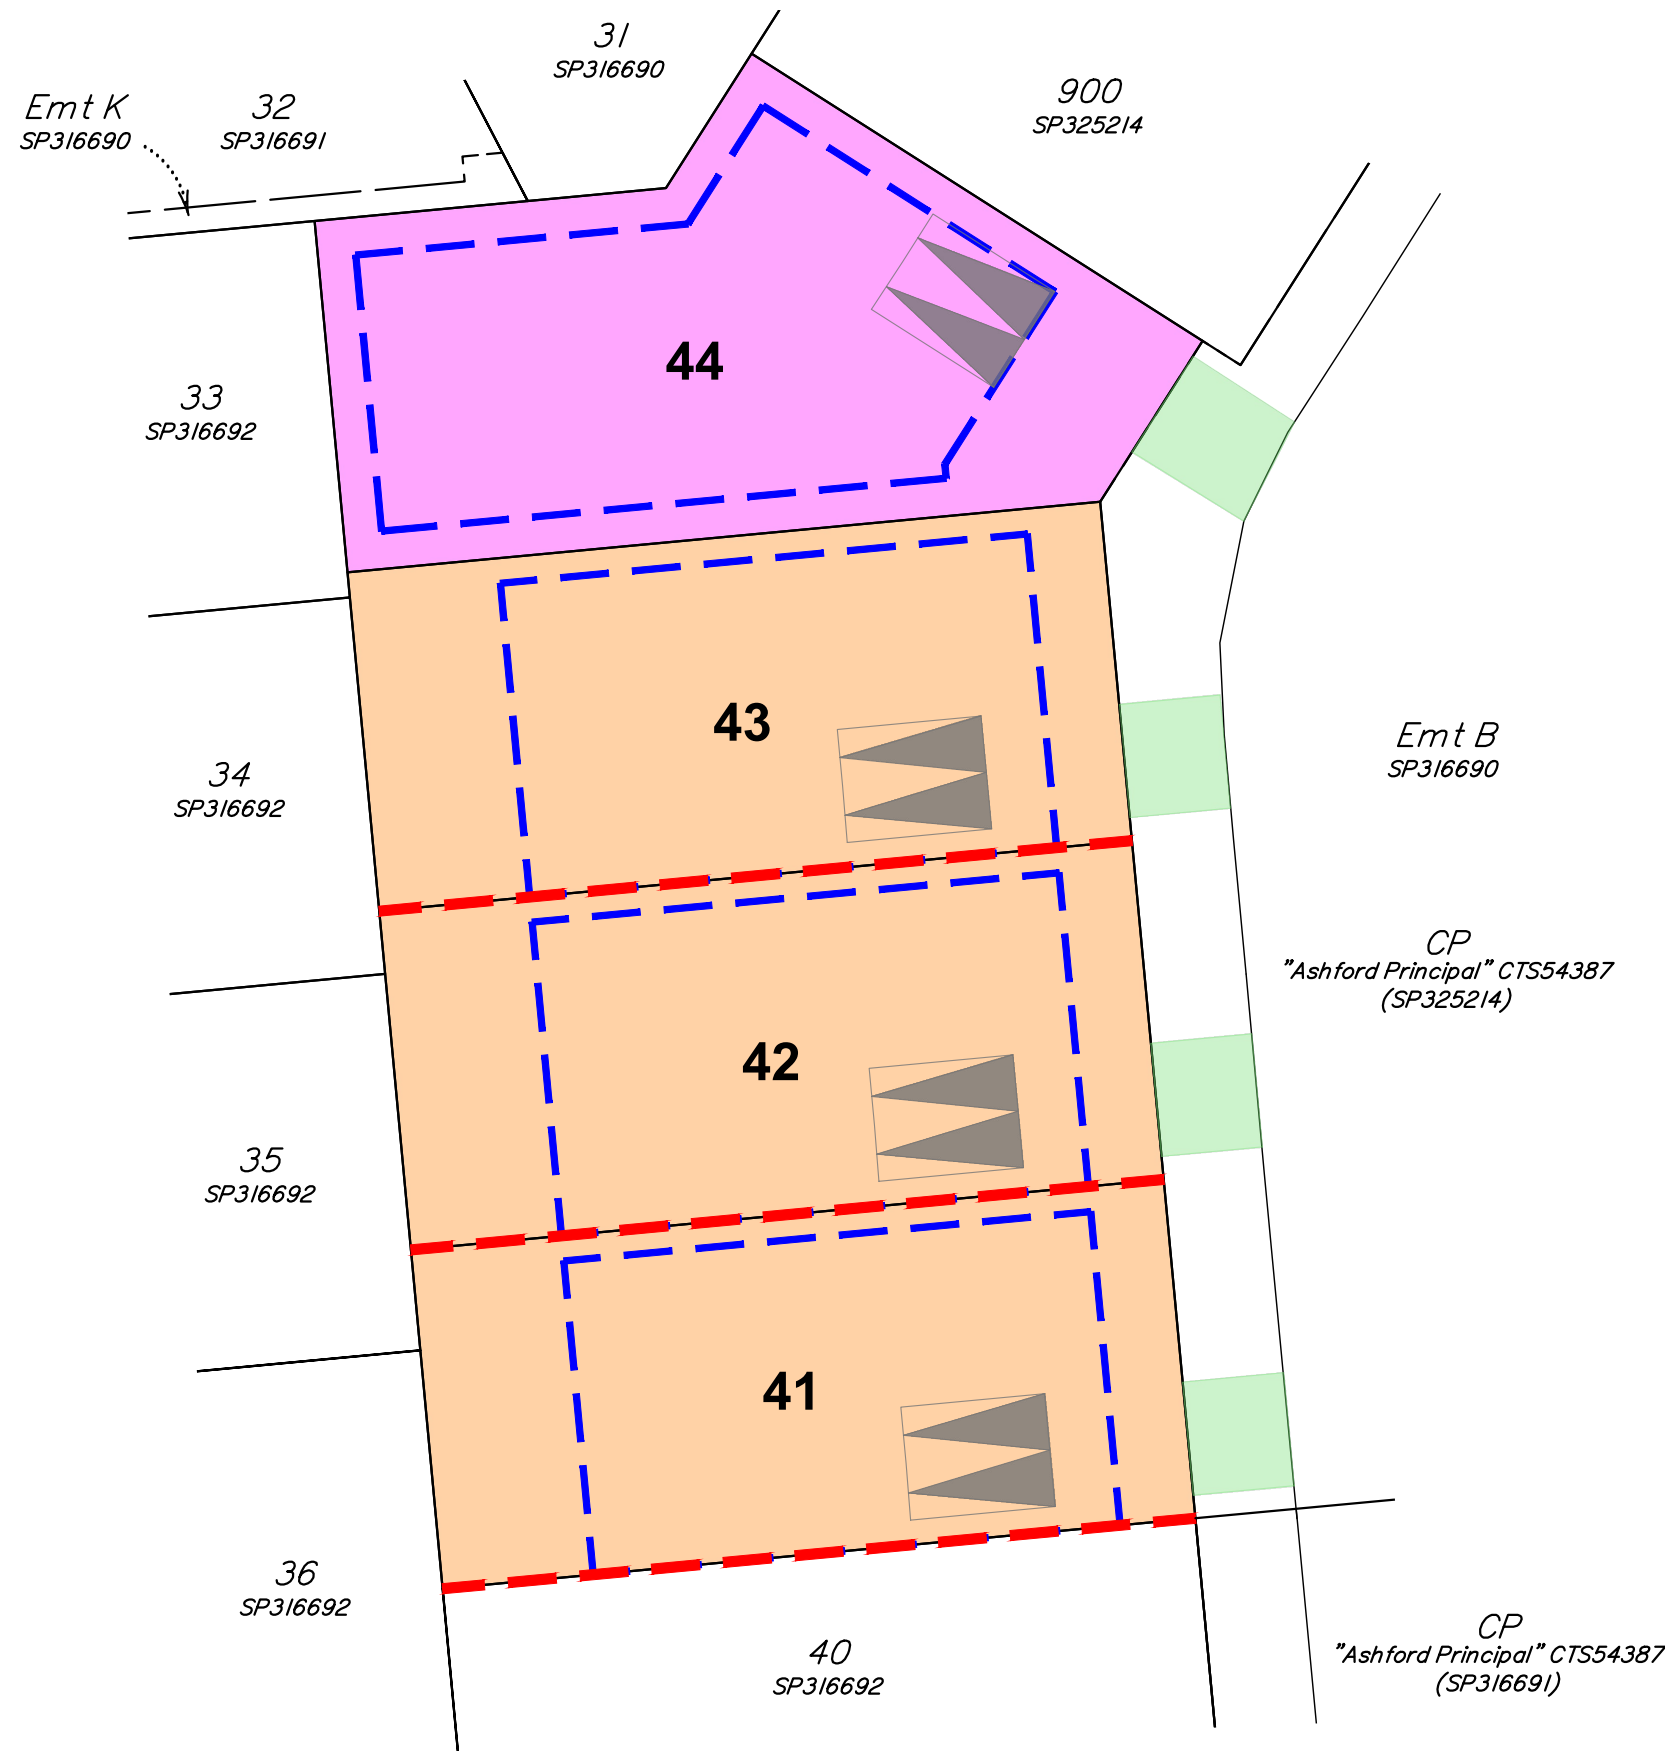 31
SP316690
Emt K
SP316690
32
SP316691
900
SP325214
44
33
SP316692
43
34
SP316692
Emt B
SP316690
CP
"Ashford Principal" CTS54387
(SP325214)
42
35
SP316692
41
36
SP316692
40
SP316692
CP
"Ashford Principal" CTS54387
(SP316691)